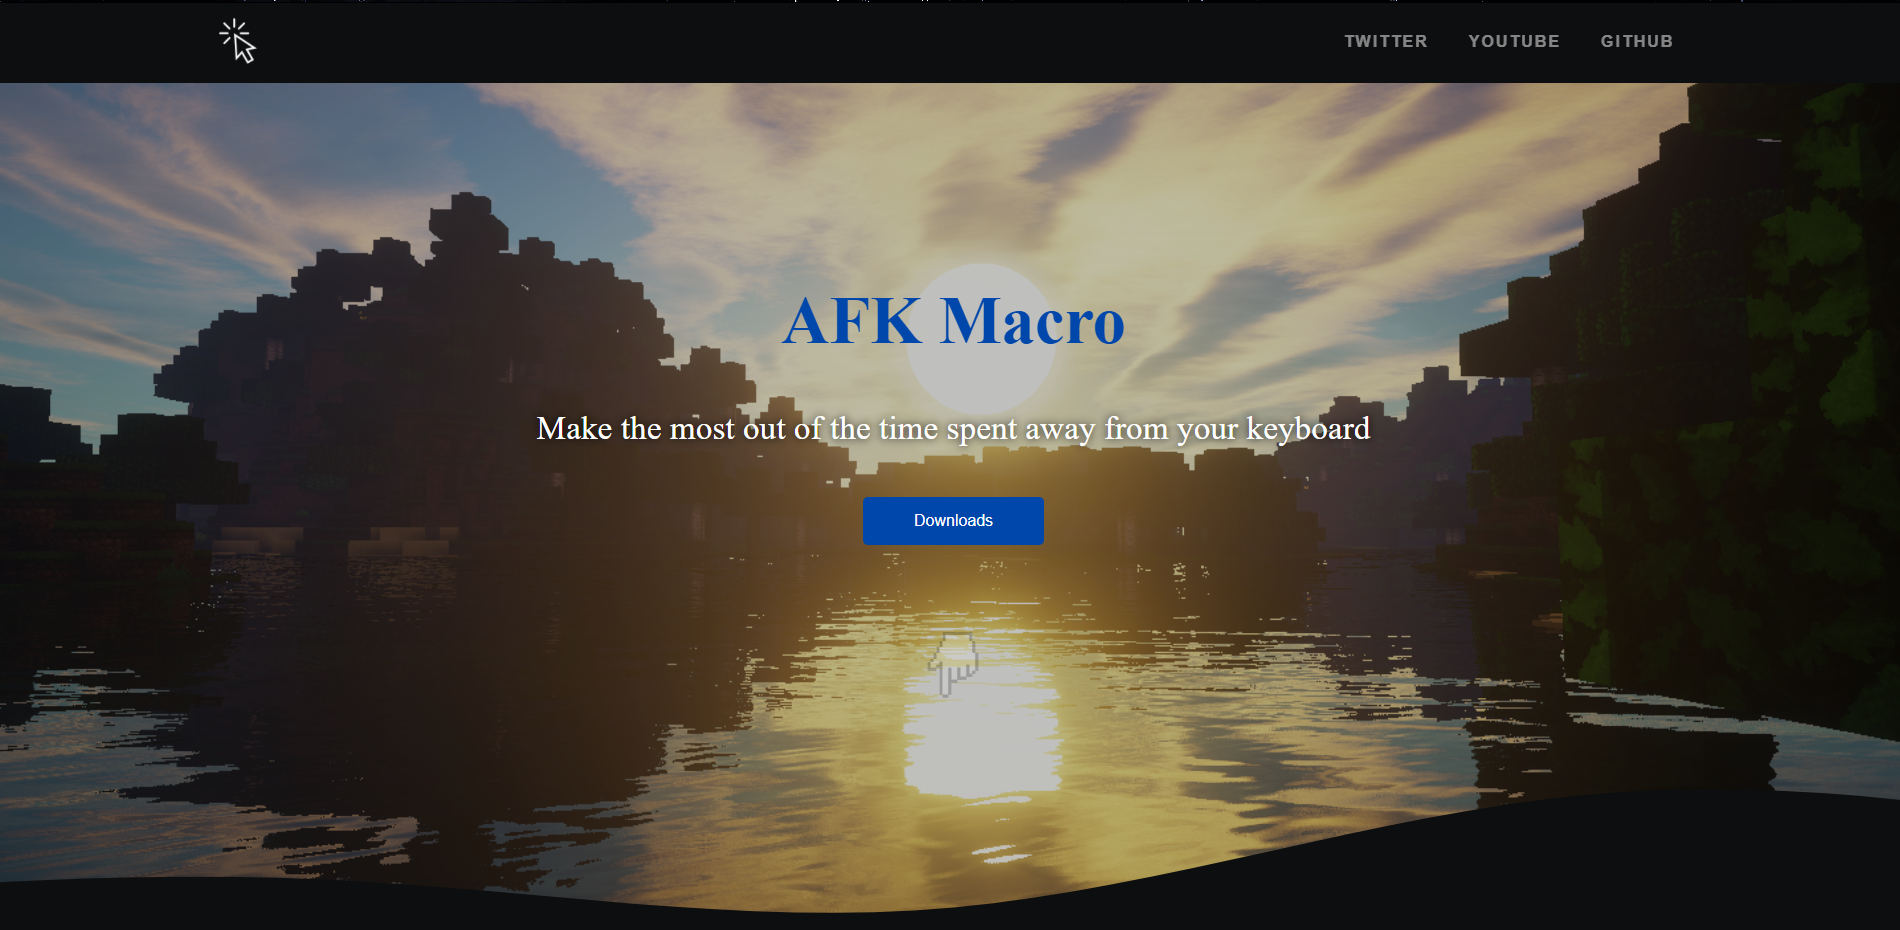 TWITTER YOUTUBE GITHUB
AFK Macro
Make the most out of the time spent away from your keyboard
Downloads